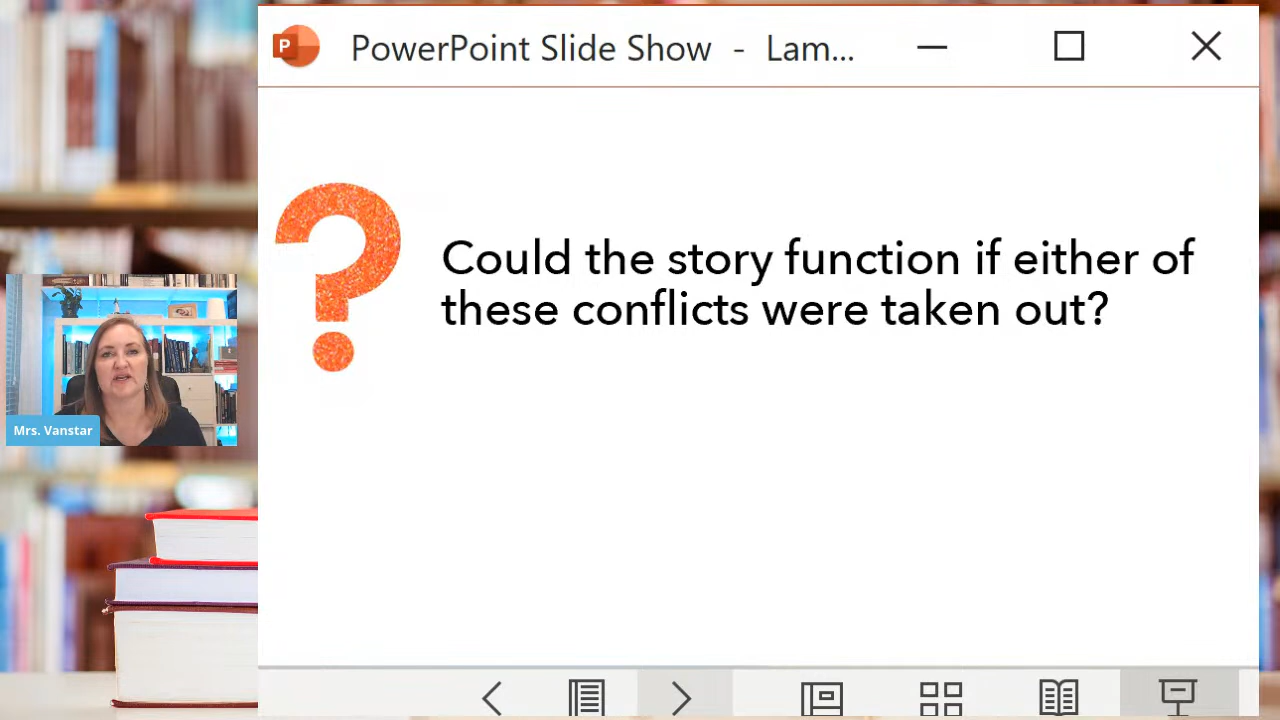 P PowerPoint Slide Show - Lam...
?
Could the story function if either of
these conflicts were taken out?
Mrs. Vanstar